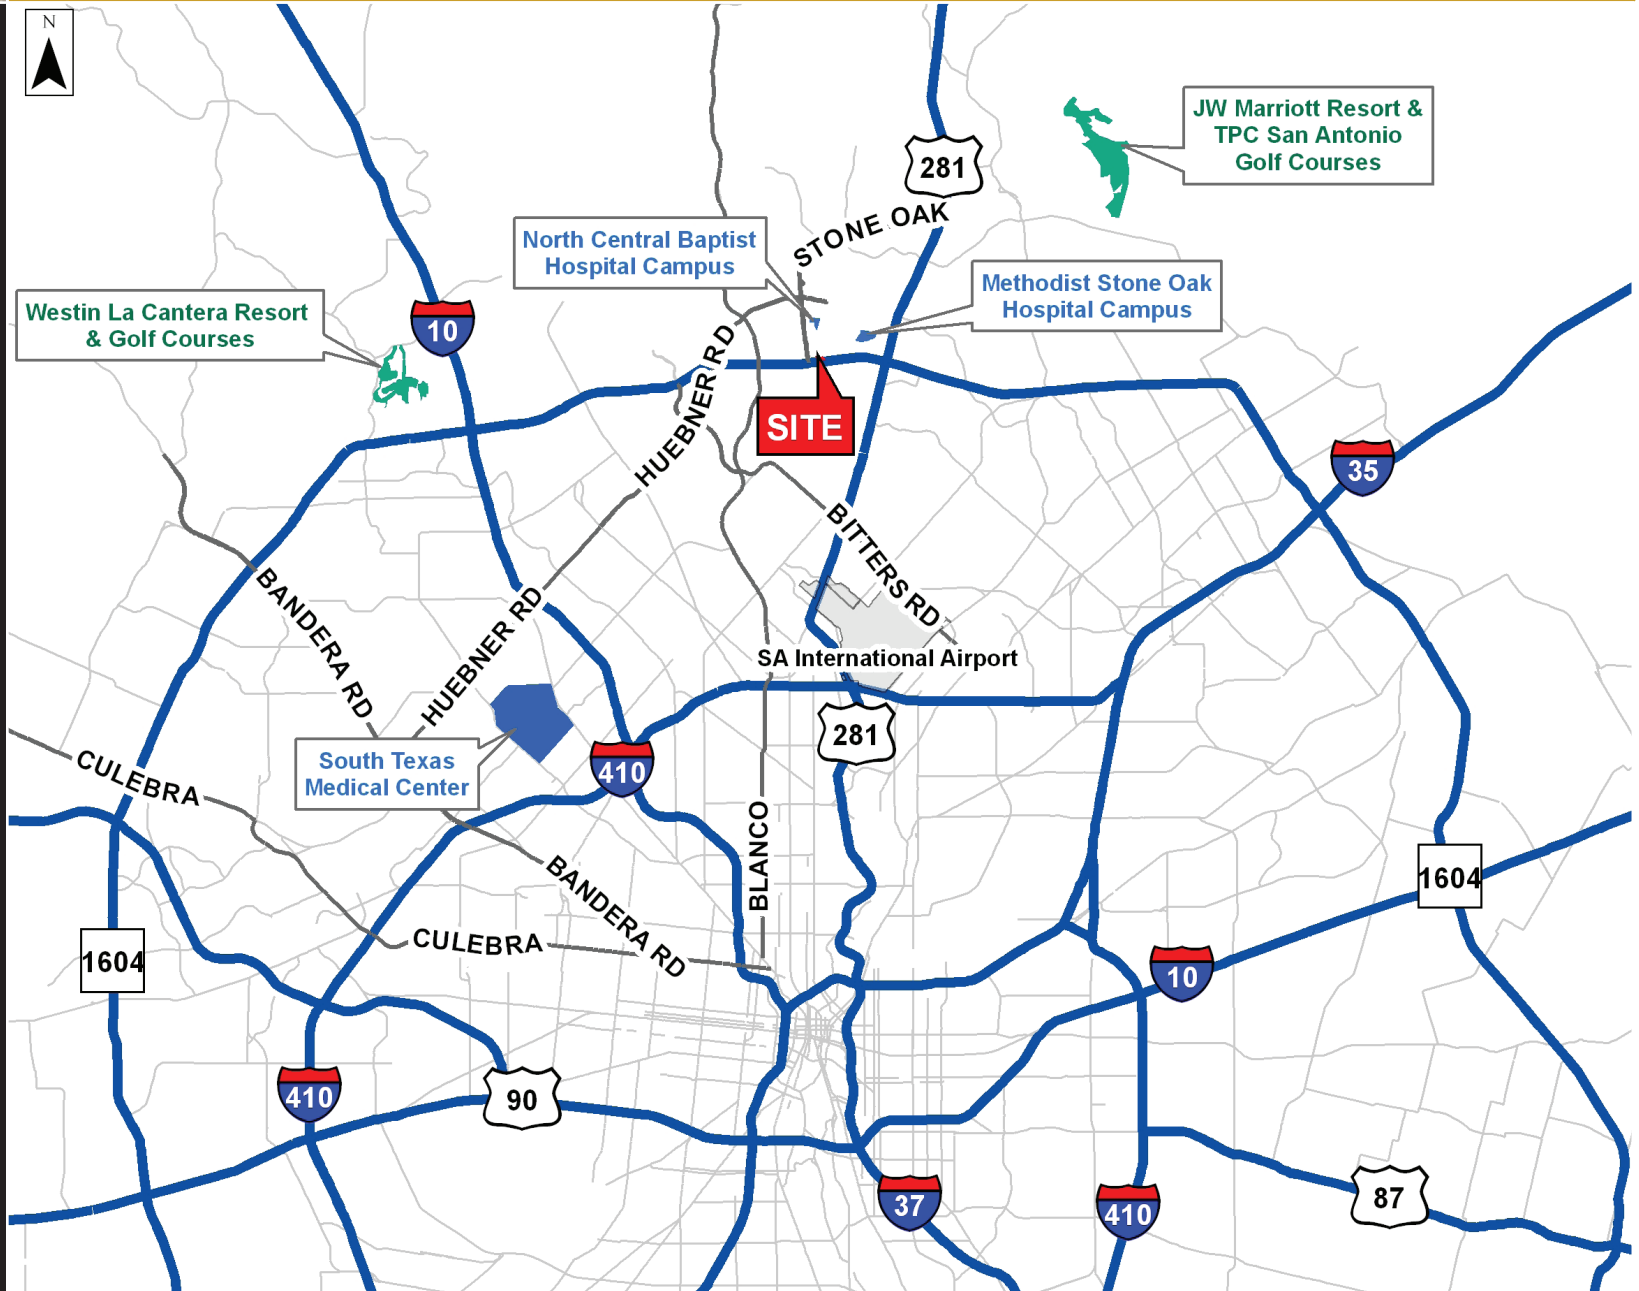 N
JW Marriott Resort &
TPC San Antonio
Golf Courses
281
STONE OAK
North Central Baptist
Hospital Campus
Methodist Stone Oak
Hospital Campus
Westin La Cantera Resort
& Golf Courses
10
HUEBNER RD
SITE
35
BITTERS RD
BANDERA RD
HUEBNER RD
SA International Airport
281
South Texas
Medical Center
410
CULEBRA
BLANCO
BANDERA RD
1604
CULEBRA
1604
10
410
90
37
410
87